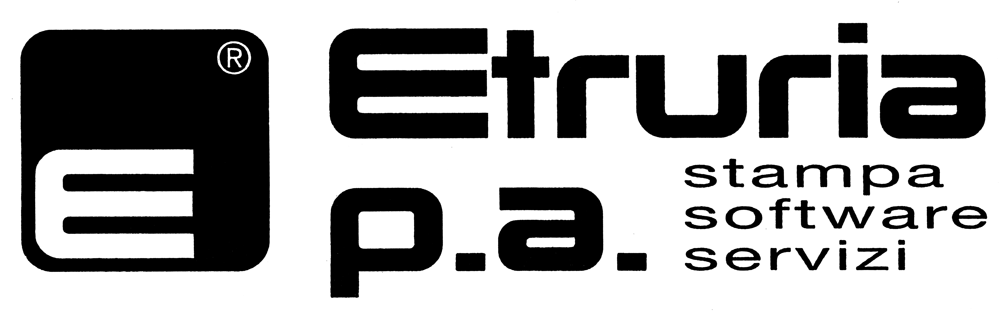 ®
E
Etruria
p.a.
stampa
software
servizi